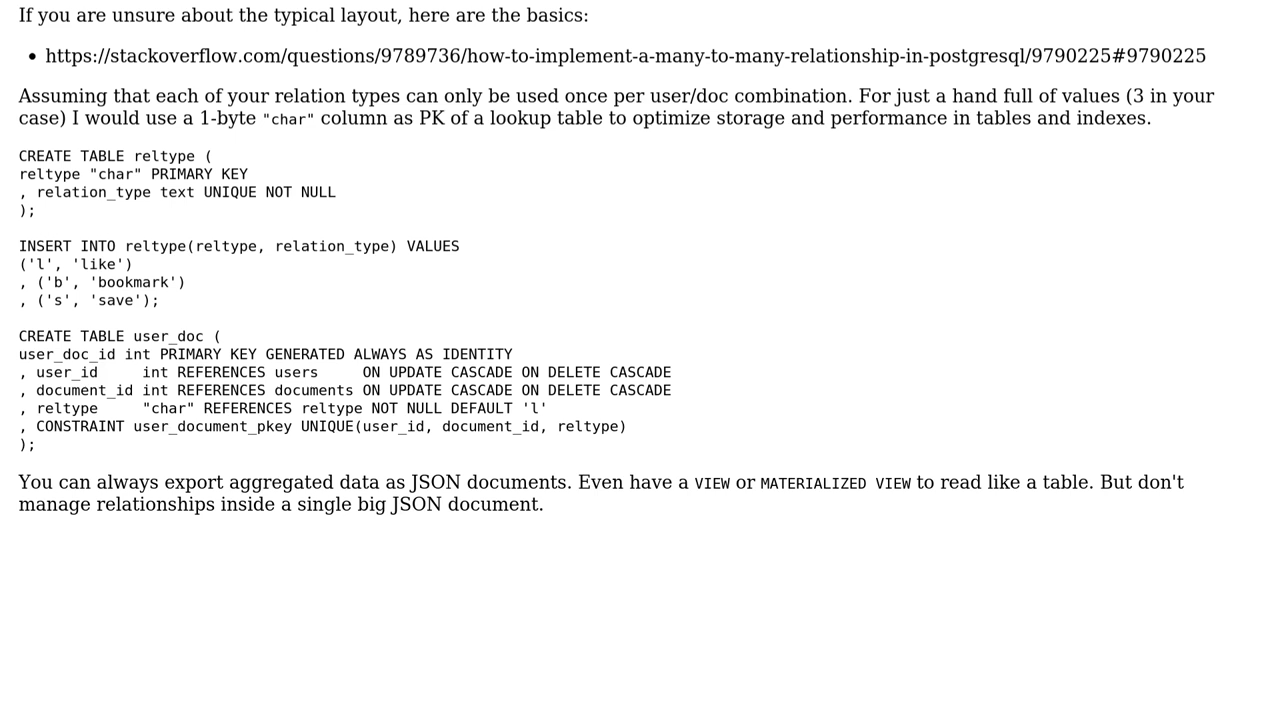 If you are unsure about the typical layout, here are the basics:
• https://stackoverflow.com/questions/9789736/how-to-implement-a-many-to-many-relationship-in-postgresql/9790225#9790225
Assuming that each of your relation types can only be used once per user/doc combination. For just a hand full of values (3 in your
case) I would use a 1-byte "char" column as PK of a lookup table to optimize storage and performance in tables and indexes.
CREATE TABLE reltype (
reltype "char" PRIMARY KEY
, relation_type text UNIQUE NOT NULL
);
INSERT INTO reltype(reltype, relation_type) VALUES
('l', 'like')
, ('b', 'bookmark')
, ('s', 'save');
CREATE TABLE user_doc (
user_doc_id int PRIMARY KEY GENERATED ALWAYS AS IDENTITY
, user_id     int REFERENCES users     ON UPDATE CASCADE ON DELETE CASCADE
, document_id int REFERENCES documents ON UPDATE CASCADE ON DELETE CASCADE
, reltype     "char" REFERENCES reltype NOT NULL DEFAULT 'l'
, CONSTRAINT user_document_pkey UNIQUE(user_id, document_id, reltype)
);
You can always export aggregated data as JSON documents. Even have a VIEW or MATERIALIZED VIEW to read like a table. But don't
manage relationships inside a single big JSON document.